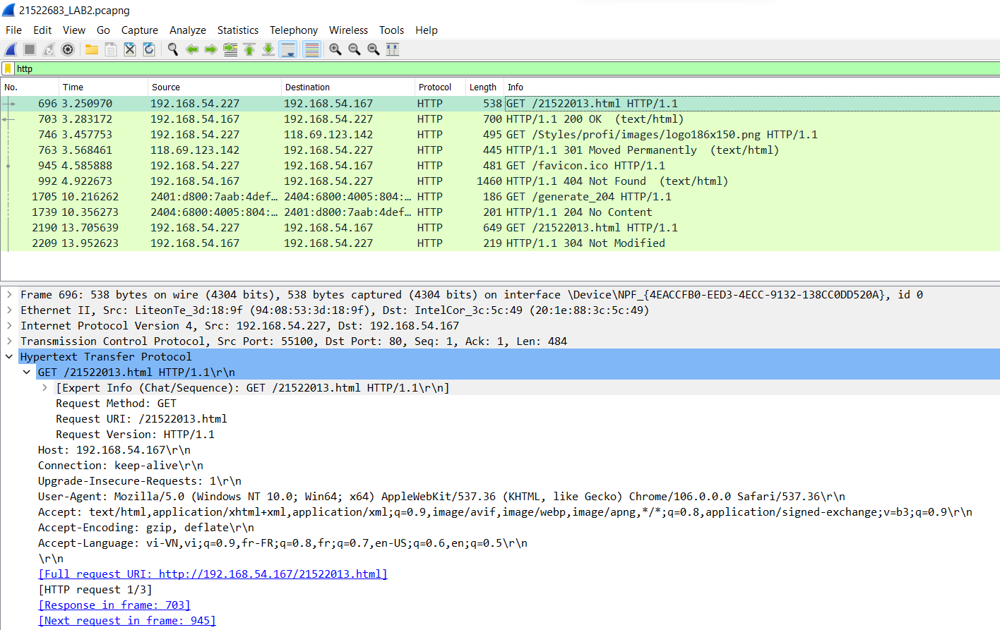 21522683_LAB2.pcapng
File Edit View Go Capture Analyze Statistics Telephony Wireless Tools Help
http
No. Time Source Destination Protocol Length Info
696 3.250970 192.168.54.227 192.168.54.167 HTTP 538 GET /21522013.html HTTP/1.1
703 3.283172 192.168.54.167 192.168.54.227 HTTP 700 HTTP/1.1 200 OK (text/html)
746 3.457753 192.168.54.227 118.69.123.142 HTTP 495 GET /Styles/profi/images/logo186x150.png HTTP/1.1
763 3.568461 118.69.123.142 192.168.54.227 HTTP 445 HTTP/1.1 301 Moved Permanently (text/html)
945 4.585888 192.168.54.227 192.168.54.167 HTTP 481 GET /favicon.ico HTTP/1.1
992 4.922673 192.168.54.167 192.168.54.227 HTTP 1460 HTTP/1.1 404 Not Found (text/html)
1705 10.216262 2401:d800:7aab:4def… 2404:6800:4005:804:… HTTP 186 GET /generate_204 HTTP/1.1
1739 10.356273 2404:6800:4005:804:… 2401:d800:7aab:4def… HTTP 201 HTTP/1.1 204 No Content
2190 13.705639 192.168.54.227 192.168.54.167 HTTP 649 GET /21522013.html HTTP/1.1
2209 13.952623 192.168.54.167 192.168.54.227 HTTP 219 HTTP/1.1 304 Not Modified
Frame 696: 538 bytes on wire (4304 bits), 538 bytes captured (4304 bits) on interface \Device\NPF_{4EACCFB0-EED3-4ECC-9132-138CC0DD520A}, id 0
Ethernet II, Src: LiteonTe_3d:18:9f (94:08:53:3d:18:9f), Dst: IntelCor_3c:5c:49 (20:1e:88:3c:5c:49)
Internet Protocol Version 4, Src: 192.168.54.227, Dst: 192.168.54.167
Transmission Control Protocol, Src Port: 55100, Dst Port: 80, Seq: 1, Ack: 1, Len: 484
Hypertext Transfer Protocol
GET /21522013.html HTTP/1.1\r\n
[Expert Info (Chat/Sequence): GET /21522013.html HTTP/1.1\r\n]
Request Method: GET
Request URI: /21522013.html
Request Version: HTTP/1.1
Host: 192.168.54.167\r\n
Connection: keep-alive\r\n
Upgrade-Insecure-Requests: 1\r\n
User-Agent: Mozilla/5.0 (Windows NT 10.0; Win64; x64) AppleWebKit/537.36 (KHTML, like Gecko) Chrome/106.0.0.0 Safari/537.36\r\n
Accept: text/html,application/xhtml+xml,application/xml;q=0.9,image/avif,image/webp,image/apng,*/*;q=0.8,application/signed-exchange;v=b3;q=0.9\r\n
Accept-Encoding: gzip, deflate\r\n
Accept-Language: vi-VN,vi;q=0.9,fr-FR;q=0.8,fr;q=0.7,en-US;q=0.6,en;q=0.5\r\n
\r\n
[Full request URI: http://192.168.54.167/21522013.html]
[HTTP request 1/3]
[Response in frame: 703]
[Next request in frame: 945]